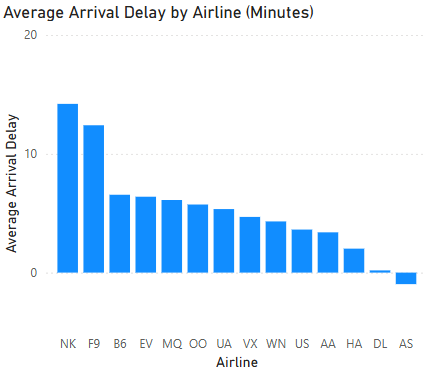 Average Arrival Delay by Airline (Minutes)
20
10
0
Average Arrival Delay
NK F9 B6 EV MQ OO UA VX WN US AA HA DL AS
Airline